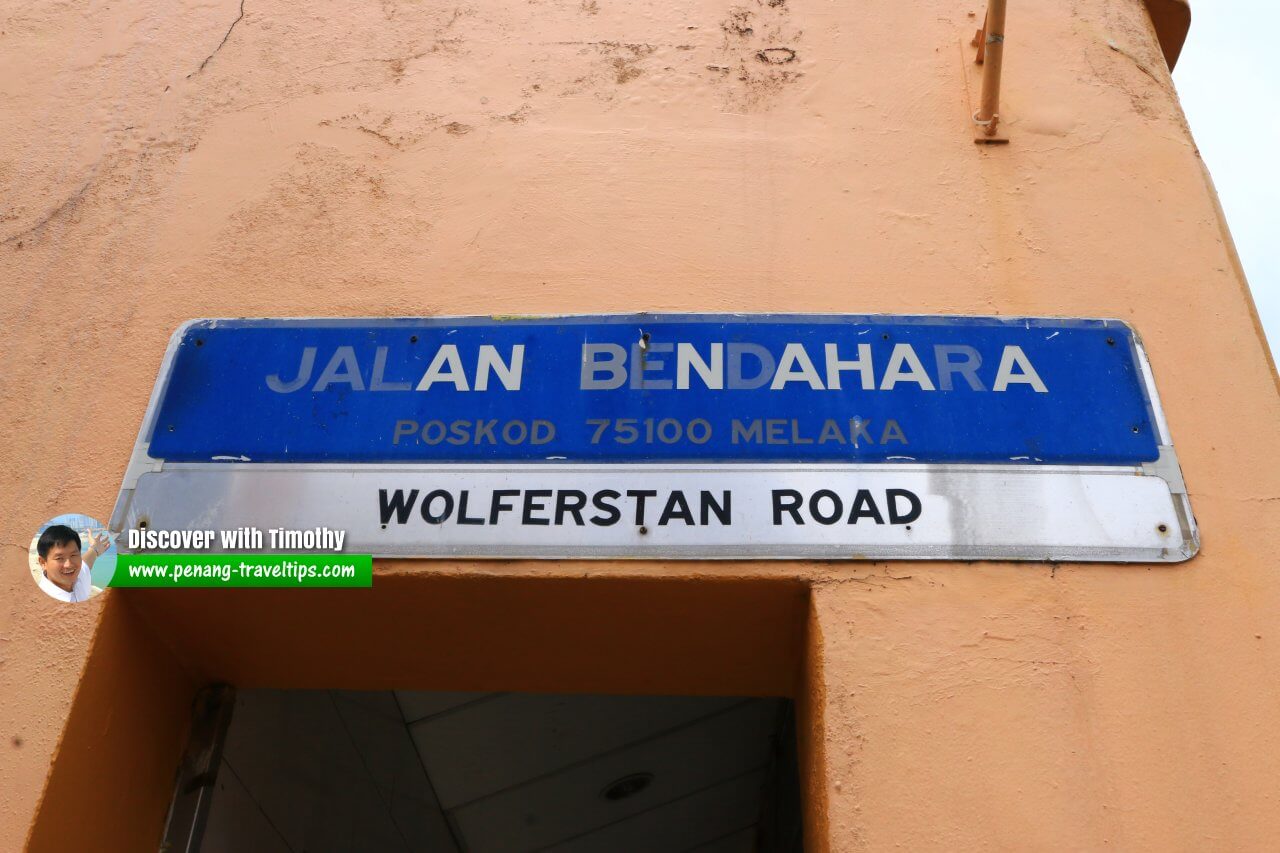 JALAN BENDAHARA
POSKOD 75100 MELAKA
WOLFERSTAN ROAD
Discover with Timothy
www.penang-traveltips.com